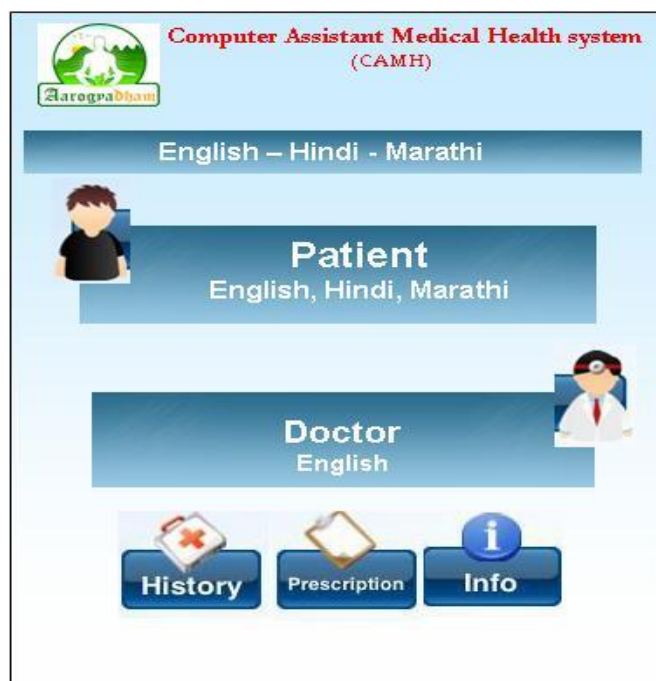 Computer Assistant Medical Health system
(CAMH)
Aarogyadham
English – Hindi - Marathi
Patient
English, Hindi, Marathi
Doctor
English
History
Prescription
Info